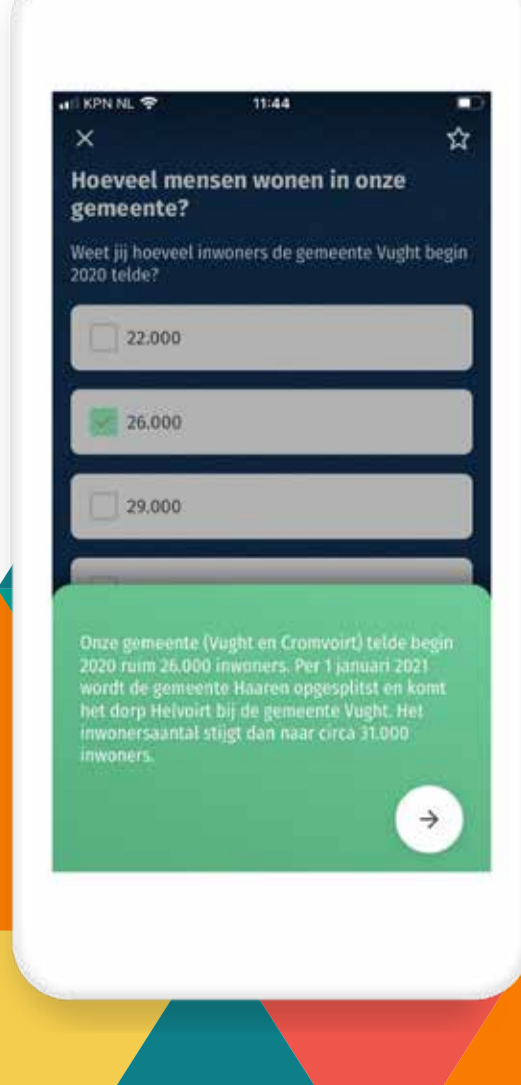 KPN NL 11:44
Hoeveel mensen wonen in onze
gemeente?
Weet jij hoeveel inwoners de gemeente Vught begin
2020 telde?
22.000
26.000
29.000
Onze gemeente (Vught en Cromvoirt) telde begin
2020 ruim 26.000 inwoners. Per 1 januari 2021
wordt de gemeente Haaren opgesplitst en komt
het dorp Helvoirt bij de gemeente Vught. Het
inwonersaantal stijgt dan naar circa 31.000
inwoners.